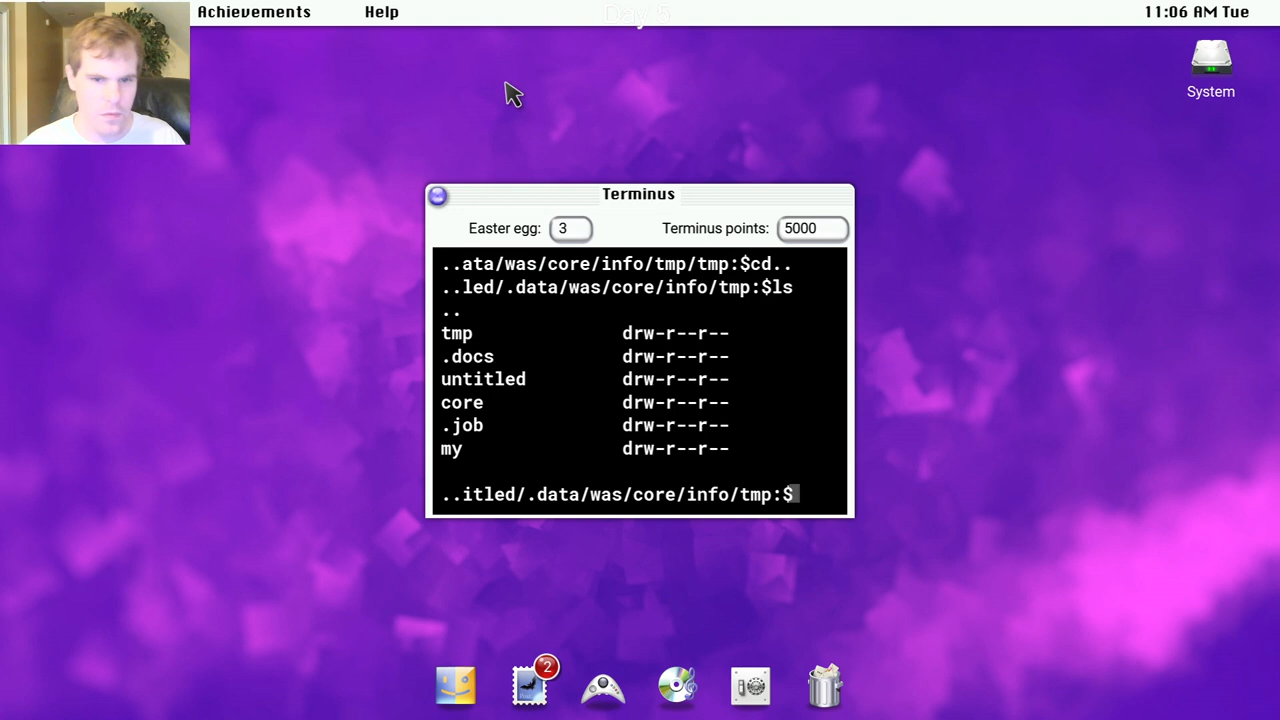 Achievements Help Day 5 11:06 AM Tue
System
Terminus
Easter egg: 3 Terminus points: 5000
..ata/was/core/info/tmp/tmp:$cd..
..led/.data/was/core/info/tmp:$ls
..
tmp drw-r--r--
.docs drw-r--r--
untitled drw-r--r--
core drw-r--r--
.job drw-r--r--
my drw-r--r--
..itled/.data/was/core/info/tmp:$
2